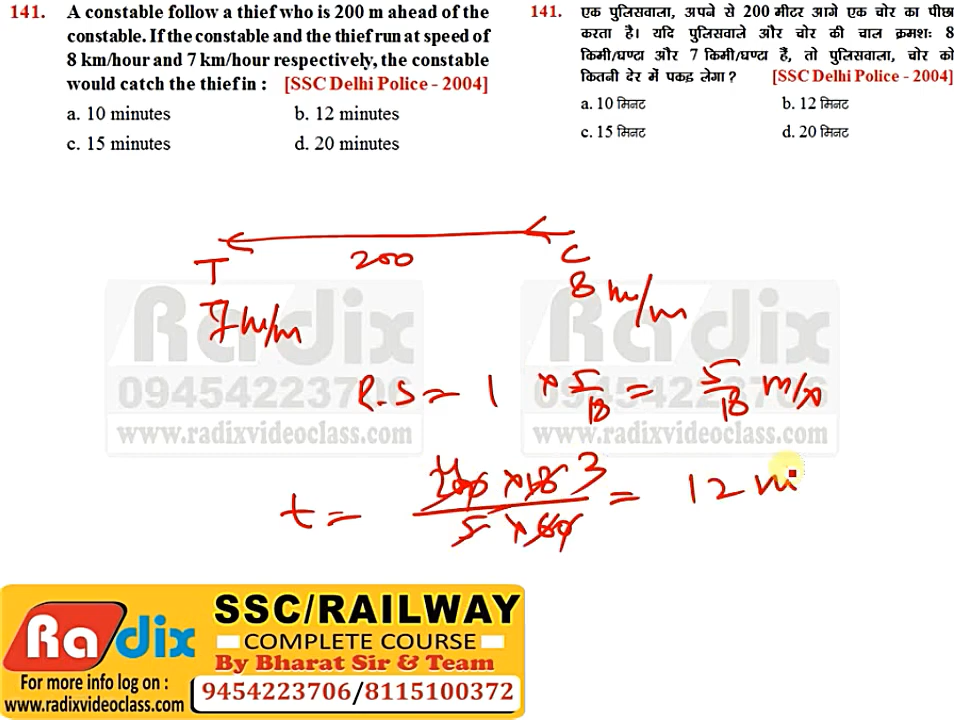 141. A constable follow a thief who is 200 m ahead of the
constable. If the constable and the thief run at speed of
8 km/hour and 7 km/hour respectively, the constable
would catch the thief in : [SSC Delhi Police - 2004]
a. 10 minutes b. 12 minutes
c. 15 minutes d. 20 minutes
141. एक पुलिसवाला, अपने से 200 मीटर आगे एक चोर का पीछा
करता है। यदि पुलिसवाले और चोर की चाल क्रमशः 8
किमी/घण्टा और 7 किमी/घण्टा हैं, तो पुलिसवाला, चोर को
कितनी देर में पकड़ लेगा ? [SSC Delhi Police - 2004]
a. 10 मिनट b. 12 मिनट
c. 15 मिनट d. 20 मिनट
T 200 C
7 m/m 8 m/m
Radix Radix
09454223706 09454223706
www.radixvideoclass.com www.radixvideoclass.com
R.S = 1 × 5/18 = 5/18 m/s
t = 200 × 18 3 / 5 × 60 = 12 m
Radix
For more info log on :
www.radixvideoclass.com
SSC/RAILWAY
COMPLETE COURSE
By Bharat Sir & Team
9454223706/8115100372